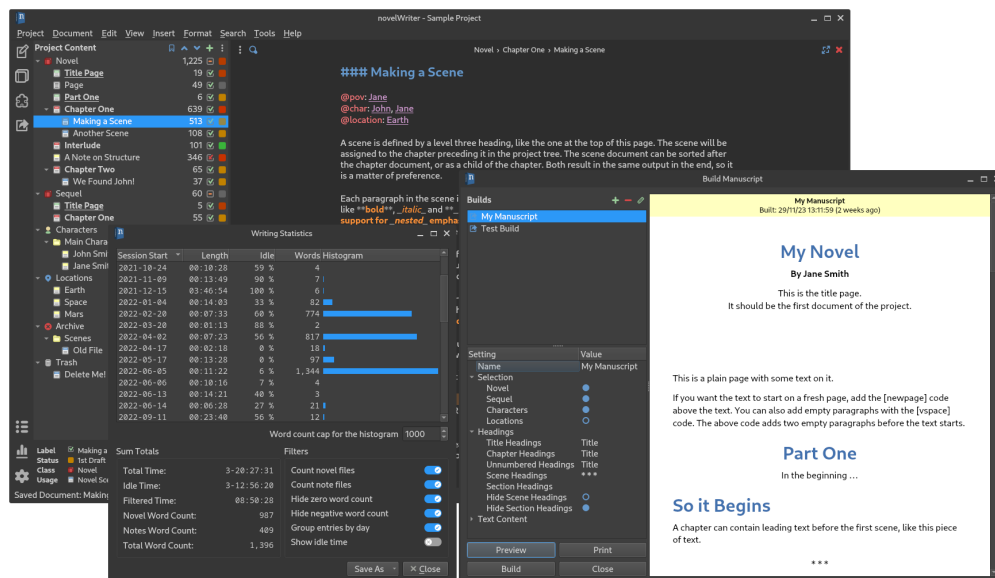 novelWriter - Sample Project
Project Document Edit View Insert Format Search Tools Help
Project Content
Novel 1,225
Title Page 19
Page 49
Part One 6
Chapter One 639
Making a Scene 513
Another Scene 108
Interlude 101
A Note on Structure 346
Chapter Two 65
We Found John! 37
Sequel 60
Title Page 5
Chapter One 55
Characters
Main Chara
John Smi
Jane Smit
Locations
Earth
Space
Mars
Archive
Scenes
Old File
Trash
Delete Me!
Label Making a
Status 1st Draft
Class Novel
Usage Novel Sce
Saved Document: Making
Novel › Chapter One › Making a Scene
### Making a Scene
@pov: Jane
@char: John, Jane
@location: Earth
A scene is defined by a level three heading, like the one at the top of this page. The scene will be
assigned to the chapter preceding it in the project tree. The scene document can be sorted after
the chapter document, or as a child of the chapter. Both result in the same output in the end, so it
is a matter of preference.
Each paragraph in the scene i
like **bold**, _italic_ and **_
support for _nested_ empha
Writing Statistics
Session Start Length Idle Words Histogram
2021-10-24 00:10:28 59 % 4
2021-11-09 00:13:49 90 % 7
2021-12-15 03:46:54 100 % 6
2022-01-04 00:14:03 33 % 82
2022-02-20 00:07:33 60 % 774
2022-03-20 00:01:13 88 % 2
2022-04-02 00:07:23 56 % 817
2022-04-17 00:02:18 0 % 18
2022-05-17 00:13:28 0 % 97
2022-06-05 00:11:22 6 % 1,344
2022-06-06 00:10:16 7 % 4
2022-06-13 00:14:21 40 % 3
2022-06-14 00:06:28 27 % 21
2022-09-11 00:23:40 56 % 12
Word count cap for the histogram 1000
Sum Totals
Total Time: 3-20:27:31
Idle Time: 3-12:56:20
Filtered Time: 08:50:28
Novel Word Count: 987
Notes Word Count: 409
Total Word Count: 1,396
Filters
Count novel files
Count note files
Hide zero word count
Hide negative word count
Group entries by day
Show idle time
Save As
Close
Build Manuscript
Builds
My Manuscript
Test Build
Setting Value
Name My Manuscript
Selection
Novel
Sequel
Characters
Locations
Headings
Title Headings Title
Chapter Headings Title
Unnumbered Headings Title
Scene Headings * * *
Section Headings
Hide Scene Headings
Hide Section Headings
Text Content
Preview Print
Build Close
My Manuscript
Built: 29/11/23 13:11:59 (2 weeks ago)
My Novel
By Jane Smith
This is the title page.
It should be the first document of the project.
This is a plain page with some text on it.
If you want the text to start on a fresh page, add the [newpage] code
above the text. You can also add empty paragraphs with the [vspace]
code. The above code adds two empty paragraphs before the text starts.
Part One
In the beginning …
So it Begins
A chapter can contain leading text before the first scene, like this piece
of text.
* * *